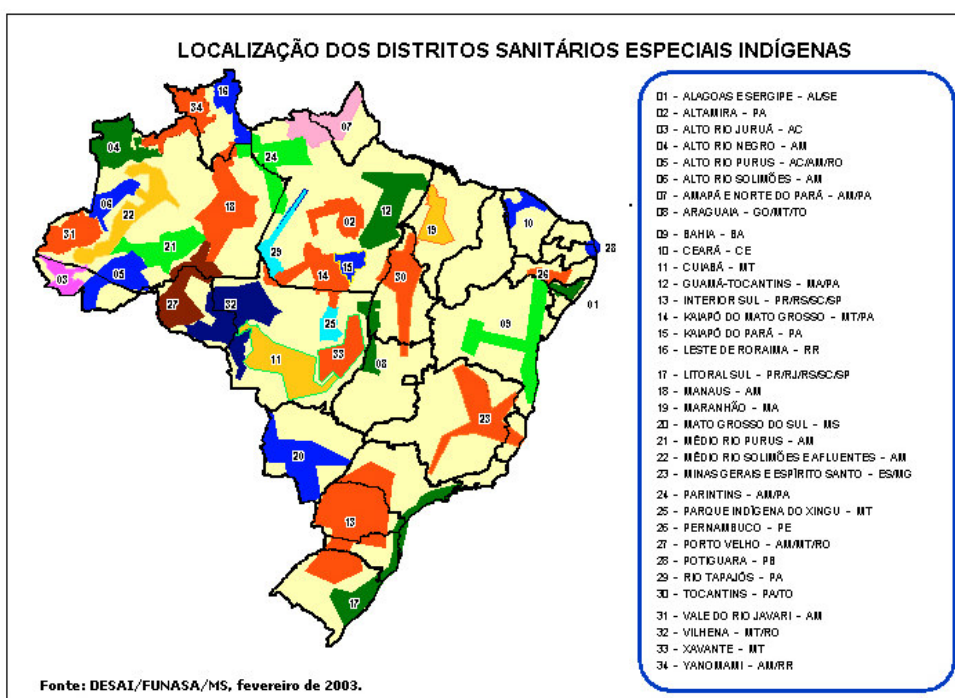 LOCALIZAÇÃO DOS DISTRITOS SANITÁRIOS ESPECIAIS INDÍGENAS
01 - ALAGOAS E SERGIPE - AL/SE
02 - ALTAMIRA - PA
03 - ALTO RIO JURUÁ - AC
04 - ALTO RIO NEGRO - AM
05 - ALTO RIO PURUS - AC/AM/RO
06 - ALTO RIO SOLIMÕES - AM
07 - AMAPÁ E NORTE DO PARÁ - AM/PA
08 - ARAGUAIA - GO/MT/TO
09 - BAHIA - BA
10 - CEARÁ - CE
11 - CUIABÁ - MT
12 - GUAMÁ-TOCANTINS - MA/PA
13 - INTERIOR SUL - PR/RS/SC/SP
14 - KAIAPÓ DO MATO GROSSO - MT/PA
15 - KAIAPÓ DO PARÁ - PA
16 - LESTE DE RORAIMA - RR
17 - LITORAL SUL - PR/RJ/RS/SC/SP
18 - MANAUS - AM
19 - MARANHÃO - MA
20 - MATO GROSSO DO SUL - MS
21 - MÉDIO RIO PURUS - AM
22 - MÉDIO RIO SOLIMÕES E AFLUENTES - AM
23 - MINAS GERAIS E ESPÍRITO SANTO - ES/MG
24 - PARINTINS - AM/PA
25 - PARQUE INDÍGENA DO XINGU - MT
26 - PERNAMBUCO - PE
27 - PORTO VELHO - AM/MT/RO
28 - POTIGUARA - PB
29 - RIO TAPAJÓS - PA
30 - TOCANTINS - PA/TO
31 - VALE DO RIO JAVARI - AM
32 - VILHENA - MT/RO
33 - XAVANTE - MT
34 - YANOMAMI - AM/RR
16
34
07
04
24
06
22
18
02
12
19
10
28
31
21
29
14
15
30
26
03
05
27
32
25
01
09
11
33
08
23
20
13
17
Fonte: DESAI/FUNASA/MS, fevereiro de 2003.